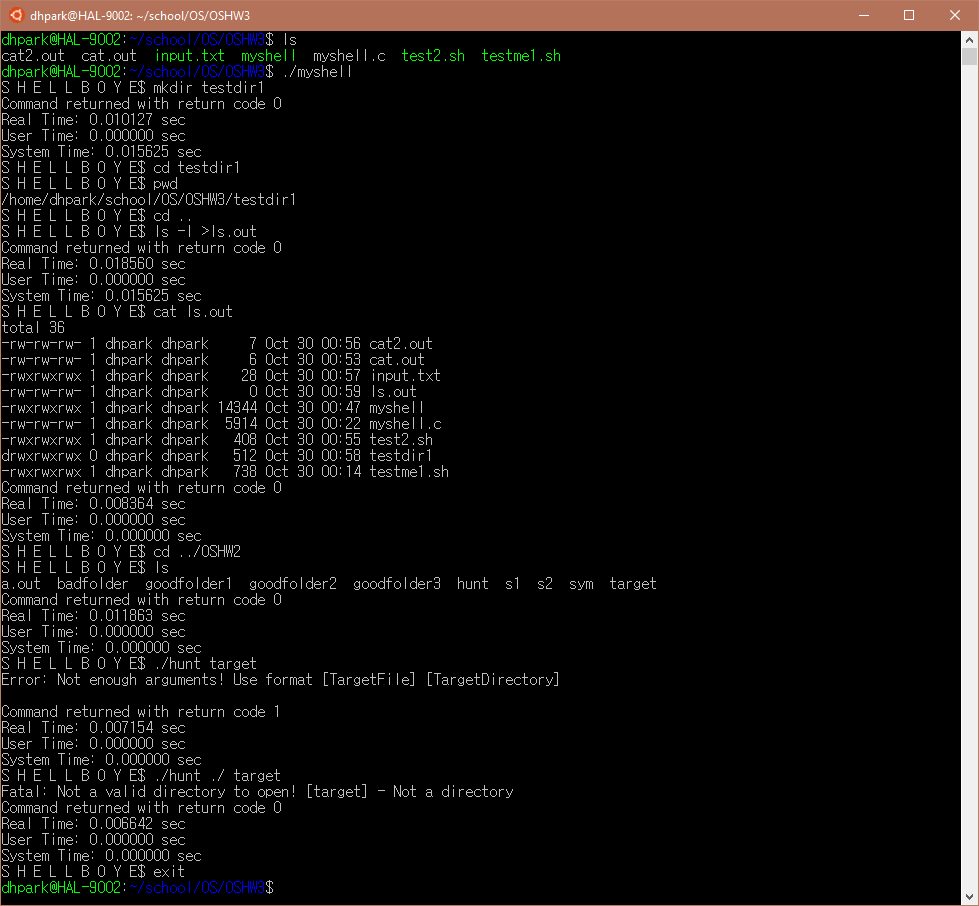 dhpark@HAL-9002: ~/school/OS/OSHW3
dhpark@HAL-9002:~/school/OS/OSHW3$ ls
cat2.out  cat.out  input.txt  myshell  myshell.c  test2.sh  testme1.sh
dhpark@HAL-9002:~/school/OS/OSHW3$ ./myshell
S H E L L B O Y E$ mkdir testdir1
Command returned with return code 0
Real Time: 0.010127 sec
User Time: 0.000000 sec
System Time: 0.015625 sec
S H E L L B O Y E$ cd testdir1
S H E L L B O Y E$ pwd
/home/dhpark/school/OS/OSHW3/testdir1
S H E L L B O Y E$ cd ..
S H E L L B O Y E$ ls -l >ls.out
Command returned with return code 0
Real Time: 0.018560 sec
User Time: 0.000000 sec
System Time: 0.015625 sec
S H E L L B O Y E$ cat ls.out
total 36
-rw-rw-rw- 1 dhpark dhpark     7 Oct 30 00:56 cat2.out
-rw-rw-rw- 1 dhpark dhpark     6 Oct 30 00:53 cat.out
-rwxrwxrwx 1 dhpark dhpark    28 Oct 30 00:57 input.txt
-rw-rw-rw- 1 dhpark dhpark     0 Oct 30 00:59 ls.out
-rwxrwxrwx 1 dhpark dhpark 14344 Oct 30 00:47 myshell
-rw-rw-rw- 1 dhpark dhpark  5914 Oct 30 00:22 myshell.c
-rwxrwxrwx 1 dhpark dhpark   408 Oct 30 00:55 test2.sh
drwxrwxrwx 0 dhpark dhpark   512 Oct 30 00:58 testdir1
-rwxrwxrwx 1 dhpark dhpark   738 Oct 30 00:14 testme1.sh
Command returned with return code 0
Real Time: 0.008364 sec
User Time: 0.000000 sec
System Time: 0.000000 sec
S H E L L B O Y E$ cd ../OSHW2
S H E L L B O Y E$ ls
a.out  badfolder  goodfolder1  goodfolder2  goodfolder3  hunt  s1  s2  sym  target
Command returned with return code 0
Real Time: 0.011863 sec
User Time: 0.000000 sec
System Time: 0.000000 sec
S H E L L B O Y E$ ./hunt target
Error: Not enough arguments! Use format [TargetFile] [TargetDirectory]
Command returned with return code 1
Real Time: 0.007154 sec
User Time: 0.000000 sec
System Time: 0.000000 sec
S H E L L B O Y E$ ./hunt ./ target
Fatal: Not a valid directory to open! [target] - Not a directory
Command returned with return code 0
Real Time: 0.006642 sec
User Time: 0.000000 sec
System Time: 0.000000 sec
S H E L L B O Y E$ exit
dhpark@HAL-9002:~/school/OS/OSHW3$